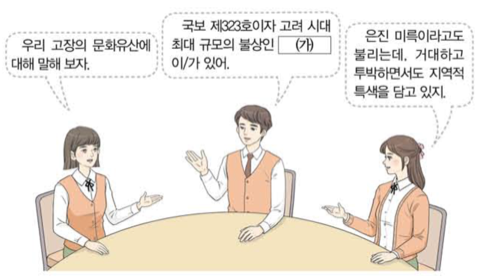 우리 고장의 문화유산에
대해 말해 보자.
국보 제323호이자 고려 시대
최대 규모의 불상인 (가)
이/가 있어.
은진 미륵이라고도
불리는데, 거대하고
투박하면서도 지역적
특색을 담고 있지.